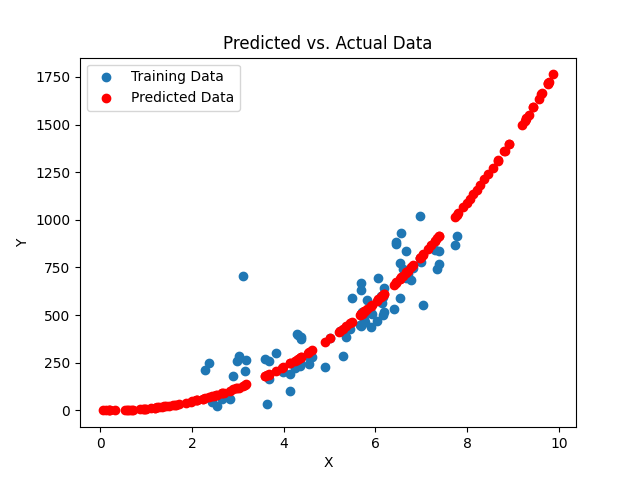 Predicted vs. Actual Data
Training Data
Predicted Data
Y
1750
1500
1250
1000
750
500
250
0
0 2 4 6 8 10
X